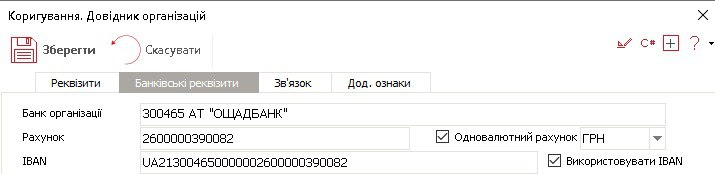 Коригування. Довідник організацій
Зберегти Скасувати C# ?
Реквізити Банківські реквізити Зв'язок Дод. ознаки
Банк організації 300465 АТ "ОЩАДБАНК"
Рахунок 2600000390082 Одновалютний рахунок ГРН
IBAN UA213004650000002600000390082 Використовувати IBAN